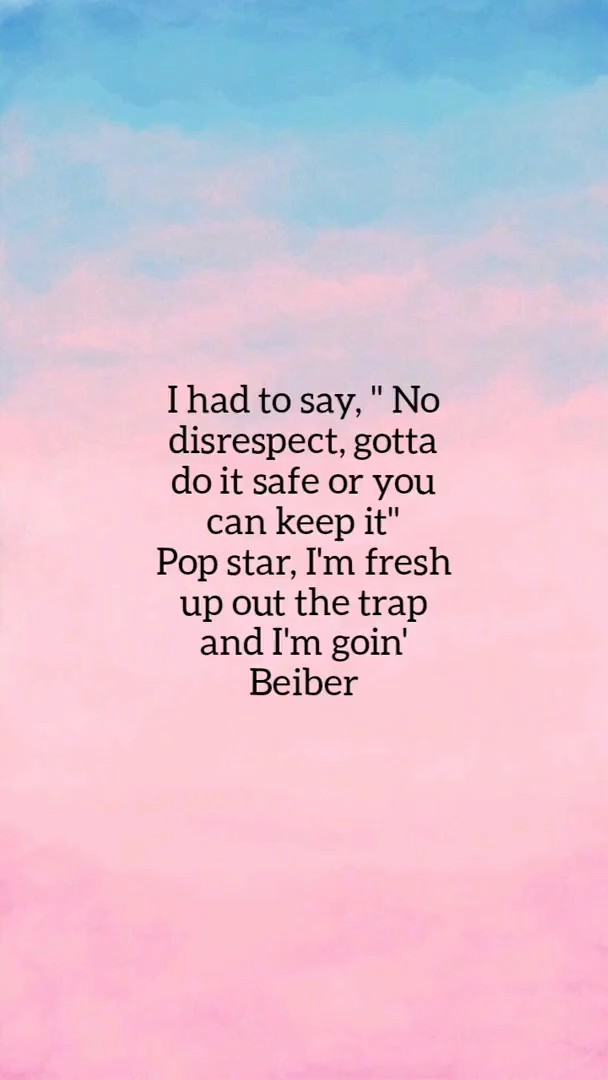 I had to say, " No
disrespect, gotta
do it safe or you
can keep it"
Pop star, I'm fresh
up out the trap
and I'm goin'
Beiber